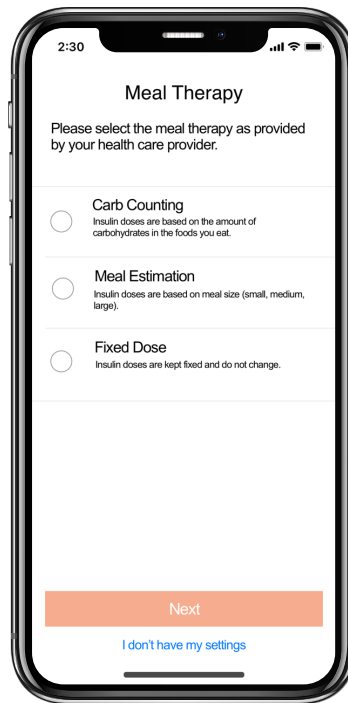 2:30
Meal Therapy
Please select the meal therapy as provided
by your health care provider.
Carb Counting
Insulin doses are based on the amount of
carbohydrates in the foods you eat.
Meal Estimation
Insulin doses are based on meal size (small, medium,
large).
Fixed Dose
Insulin doses are kept fixed and do not change.
Next
I don't have my settings